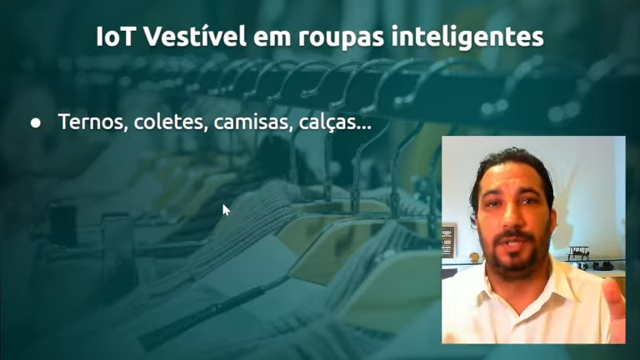 IoT Vestível em roupas inteligentes
● Ternos, coletes, camisas, calças...